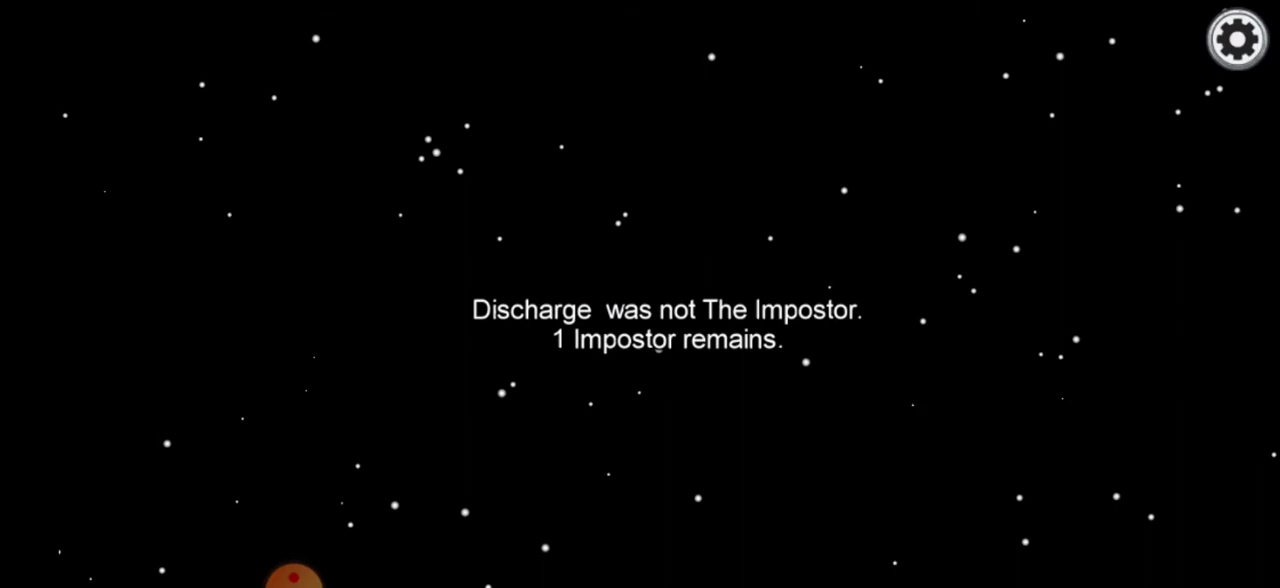 Discharge  was not The Impostor.
1 Impostor remains.